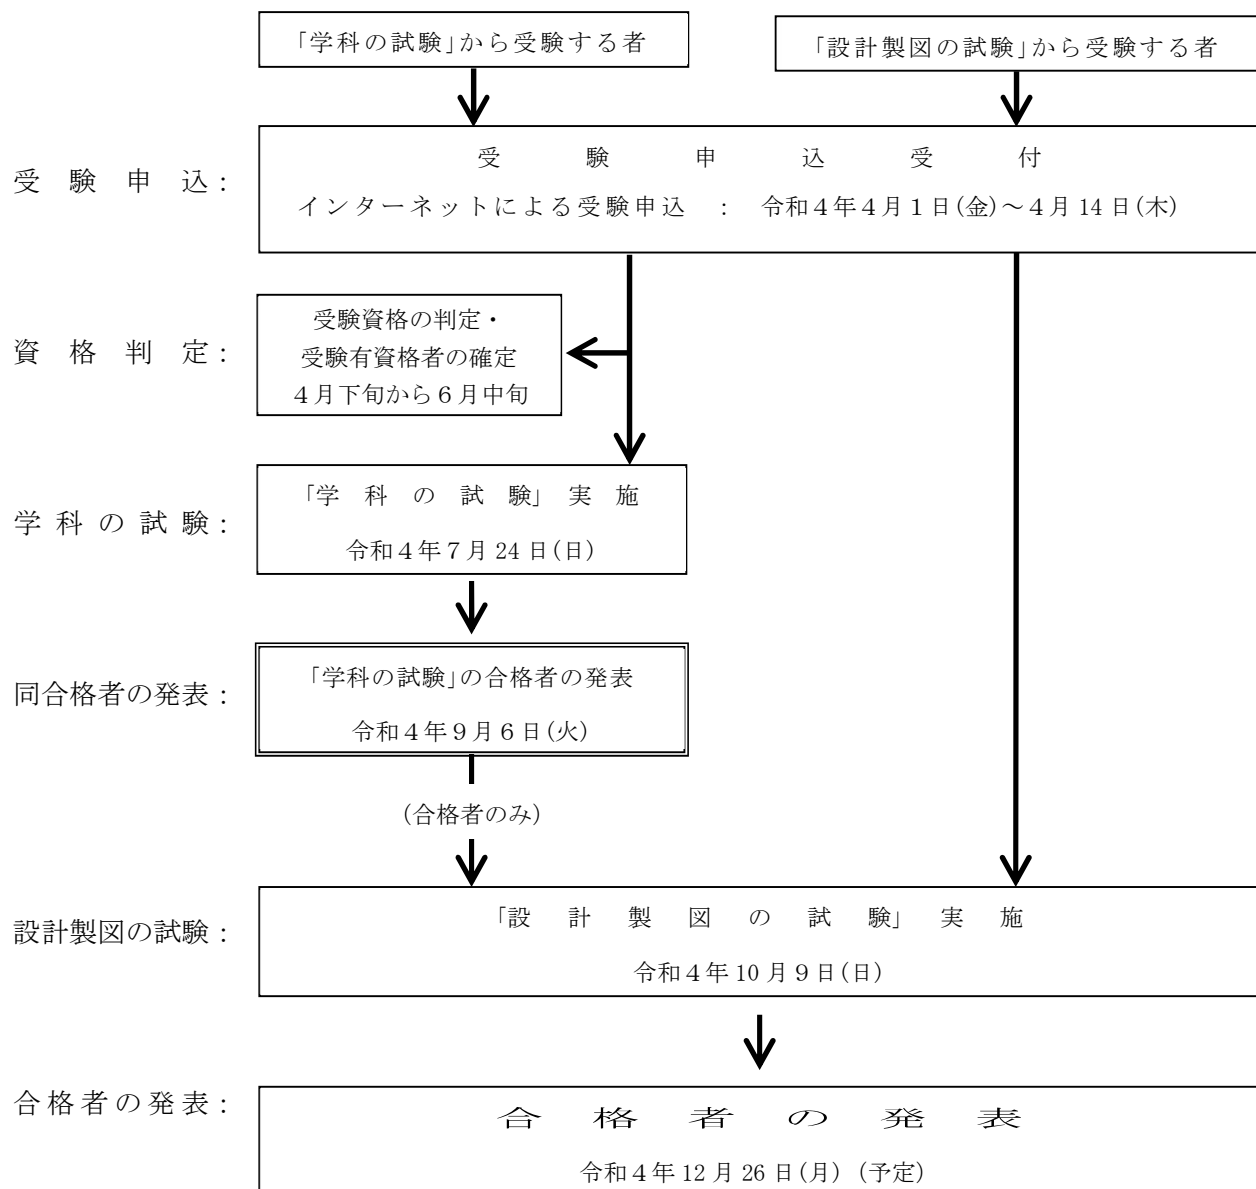 「学科の試験」から受験する者
「設計製図の試験」から受験する者
受験申込：
受験申込受付
インターネットによる受験申込 ： 令和４年４月１日(金)～４月14日(木)
資格判定：
受験資格の判定・
受験有資格者の確定
４月下旬から６月中旬
学科の試験：
「学科の試験」実施
令和４年７月24日(日)
同合格者の発表：
「学科の試験」の合格者の発表
令和４年９月６日(火)
(合格者のみ)
設計製図の試験：
「設計製図の試験」実施
令和４年10月９日(日)
合格者の発表：
合格者の発表
令和４年12月26日(月) (予定)